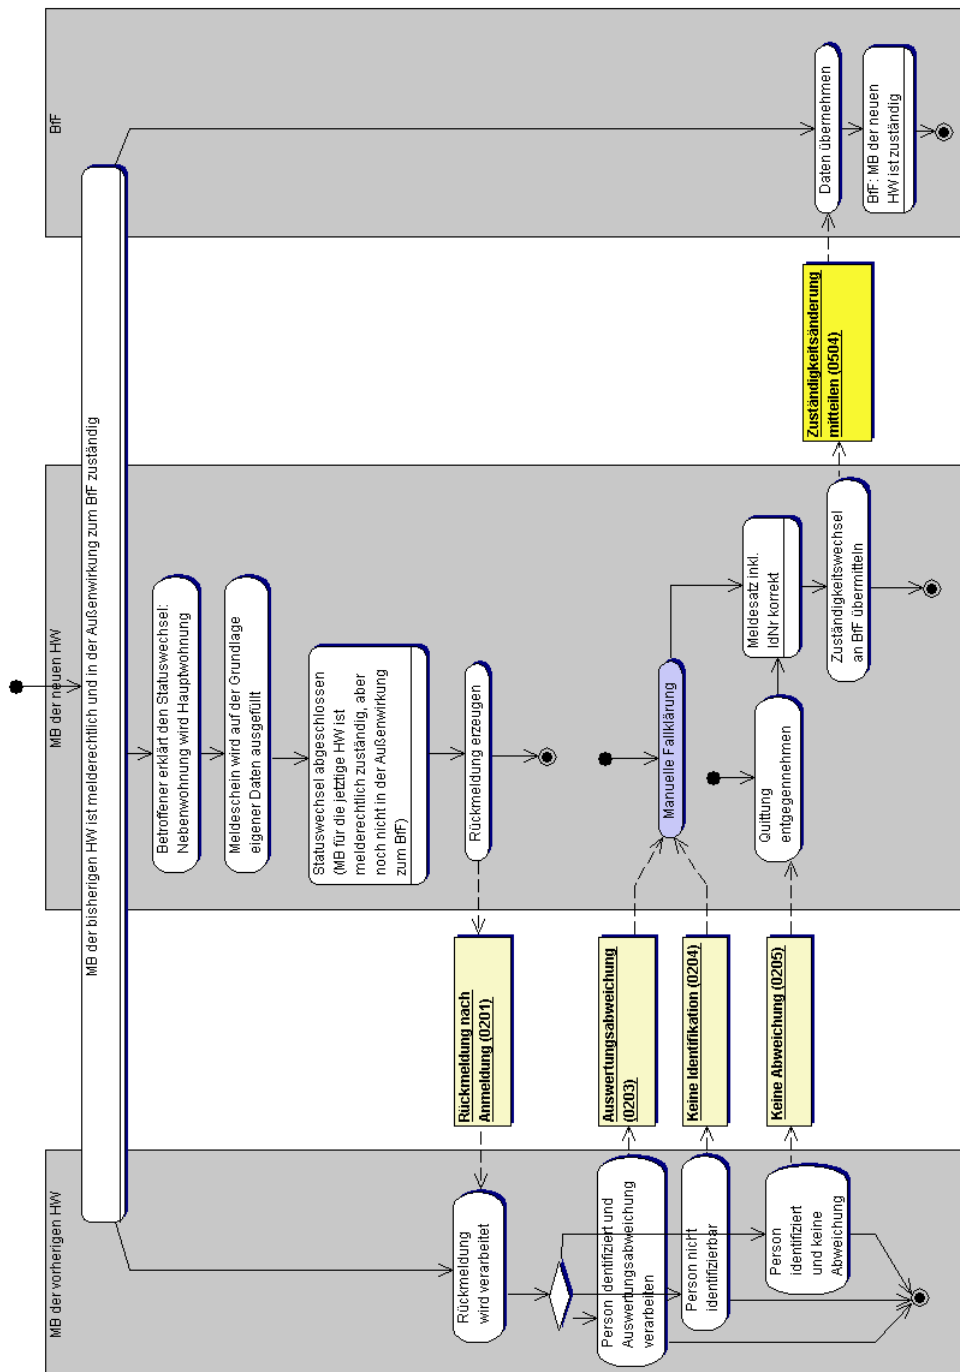 MB der vorherigen HW
MB der neuen HW
BfF
MB der bisherigen HW ist melderechtlich und in der Außenwirkung zum BfF zuständig
Betroffener erklärt den Statuswechsel:
Nebenwohnung wird Hauptwohnung
Meldeschein wird auf der Grundlage
eigener Daten ausgefüllt
Statuswechsel abgeschlossen
(MB für die jetztige HW ist
melderechtlich zuständig, aber
noch nicht in der Außenwirkung
zum BfF)
Rückmeldung erzeugen
Rückmeldung nach
Anmeldung (0201)
Rückmeldung
wird verarbeitet
Person identifiziert und
Auswertungsabweichung
verarbeiten
Auswertungsabweichung
(0203)
Person nicht
identifizierbar
Keine Identifikation (0204)
Manuelle Fallklärung
Person
identifiziert
und keine
Abweichung
Keine Abweichung (0205)
Quittung
entgegennehmen
Meldesatz inkl.
IdNr korrekt
Zuständigkeitswechsel
an BfF übermitteln
Zuständigkeitsänderung
mitteilen (0504)
Daten übernehmen
BfF: MB der neuen
HW ist zuständig